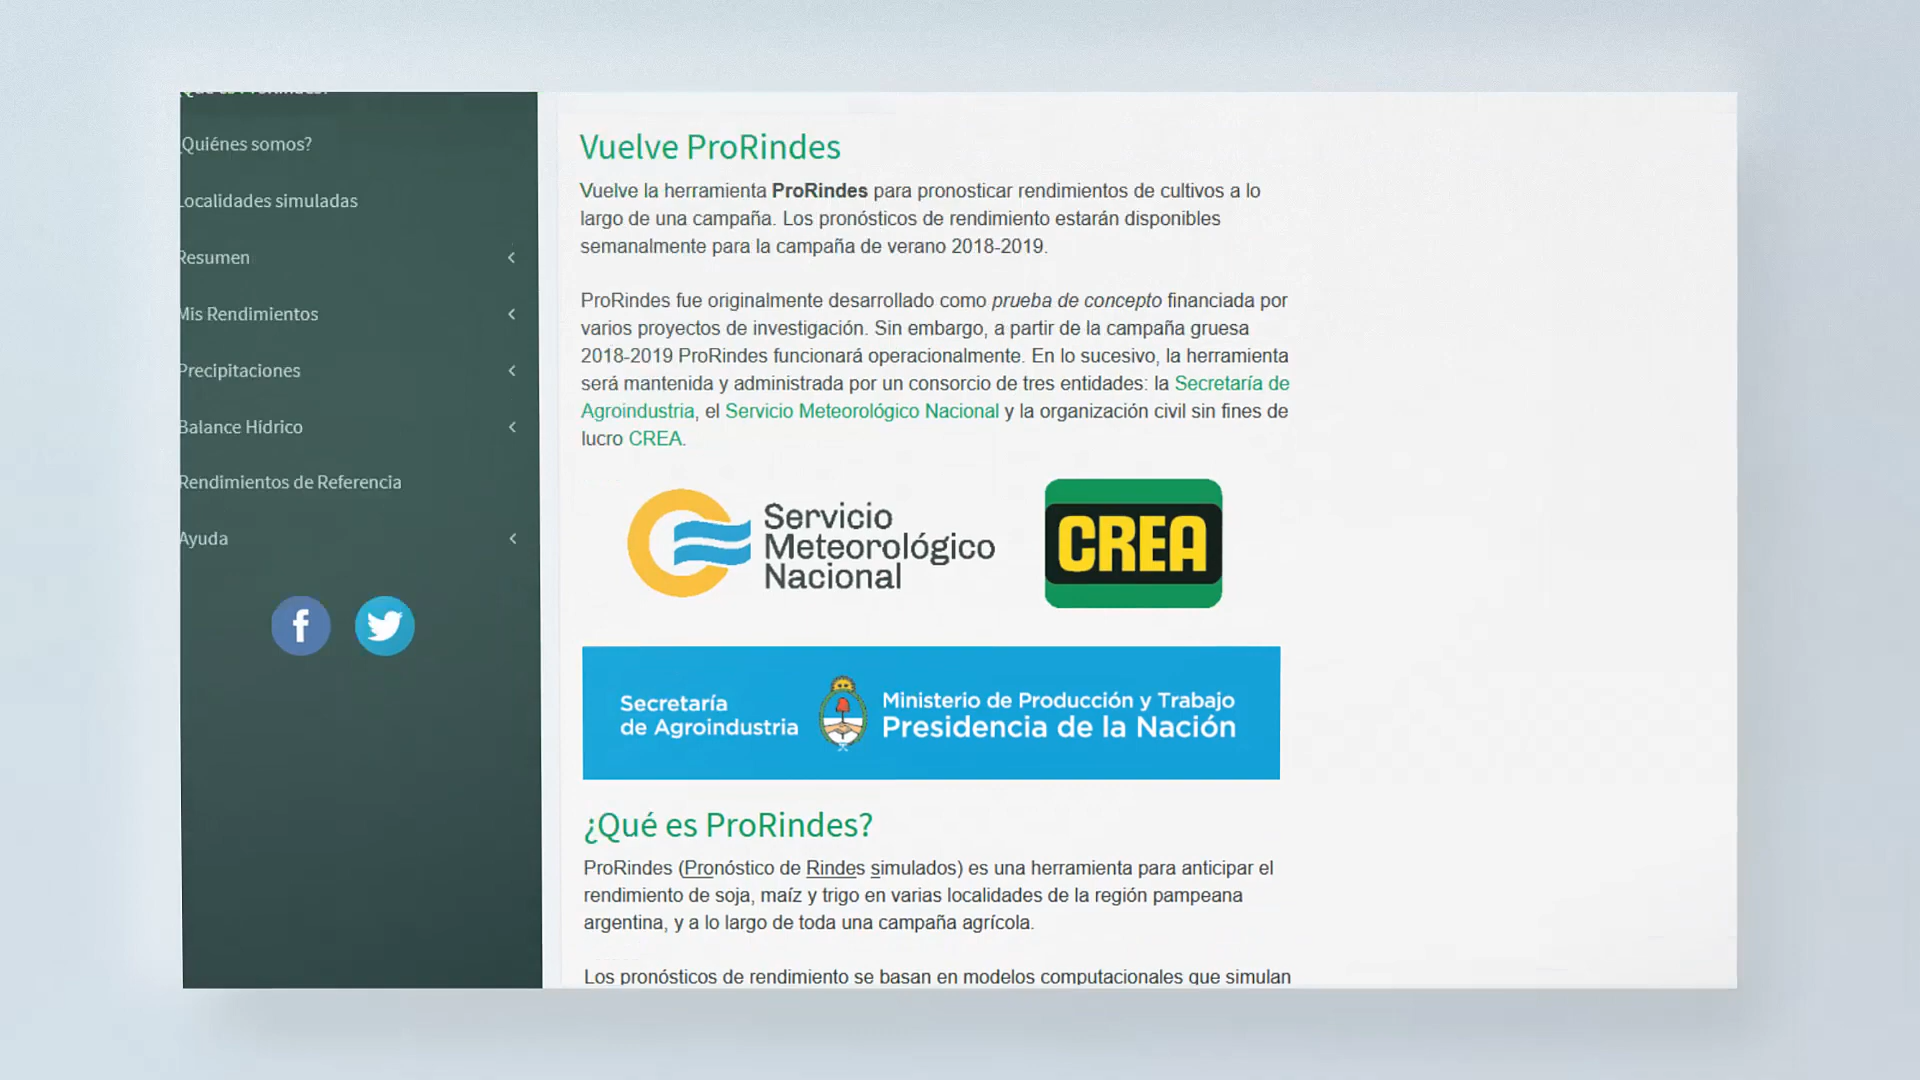 ¿Quiénes somos?
Localidades simuladas
Resumen
Mis Rendimientos
Precipitaciones
Balance Hídrico
Rendimientos de Referencia
Ayuda
Vuelve ProRindes
Vuelve la herramienta ProRindes para pronosticar rendimientos de cultivos a lo
largo de una campaña. Los pronósticos de rendimiento estarán disponibles
semanalmente para la campaña de verano 2018-2019.
ProRindes fue originalmente desarrollado como prueba de concepto financiada por
varios proyectos de investigación. Sin embargo, a partir de la campaña gruesa
2018-2019 ProRindes funcionará operacionalmente. En lo sucesivo, la herramienta
será mantenida y administrada por un consorcio de tres entidades: la Secretaría de
Agroindustria, el Servicio Meteorológico Nacional y la organización civil sin fines de
lucro CREA.
Servicio
Meteorológico
Nacional
CREA
Secretaría
de Agroindustria
Ministerio de Producción y Trabajo
Presidencia de la Nación
¿Qué es ProRindes?
ProRindes (Pronóstico de Rindes simulados) es una herramienta para anticipar el
rendimiento de soja, maíz y trigo en varias localidades de la región pampeana
argentina, y a lo largo de toda una campaña agrícola.
Los pronósticos de rendimiento se basan en modelos computacionales que simulan